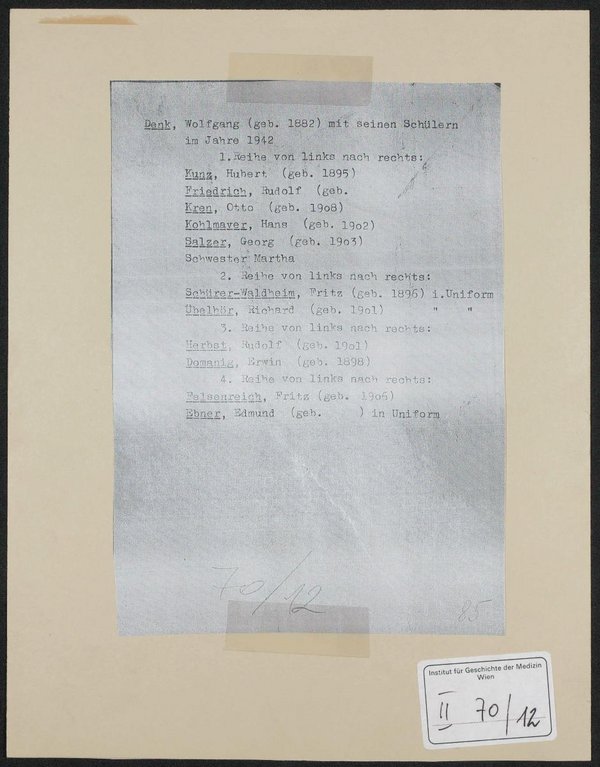 Denk, Wolfgang (geb. 1882) mit seinen Schülern
im Jahre 1942
1.Reihe von links nach rechts:
Kunz, Hubert (geb. 1895)
Friedrich, Rudolf (geb.
Kren, Otto (geb. 19o8)
Kohlmayer, Hans (geb. 19o2)
Salzer, Georg (geb. 19o3)
Schwester Martha
2. Reihe von links nach rechts:
Schürer-Waldheim, Fritz (geb. 1896) i.Uniform
Übelhör, Richard (geb. 19o1) " "
3. Reihe von links nach rechts:
Herbst, Rudolf (geb. 19o1)
Domanig, Erwin (geb. 1898)
4. Reihe von links nach rechts:
Felsenreich, Fritz (geb. 19o6)
Ebner, Edmund (geb. ) in Uniform
70/12
85
Institut für Geschichte der Medizin
Wien
II 70/12